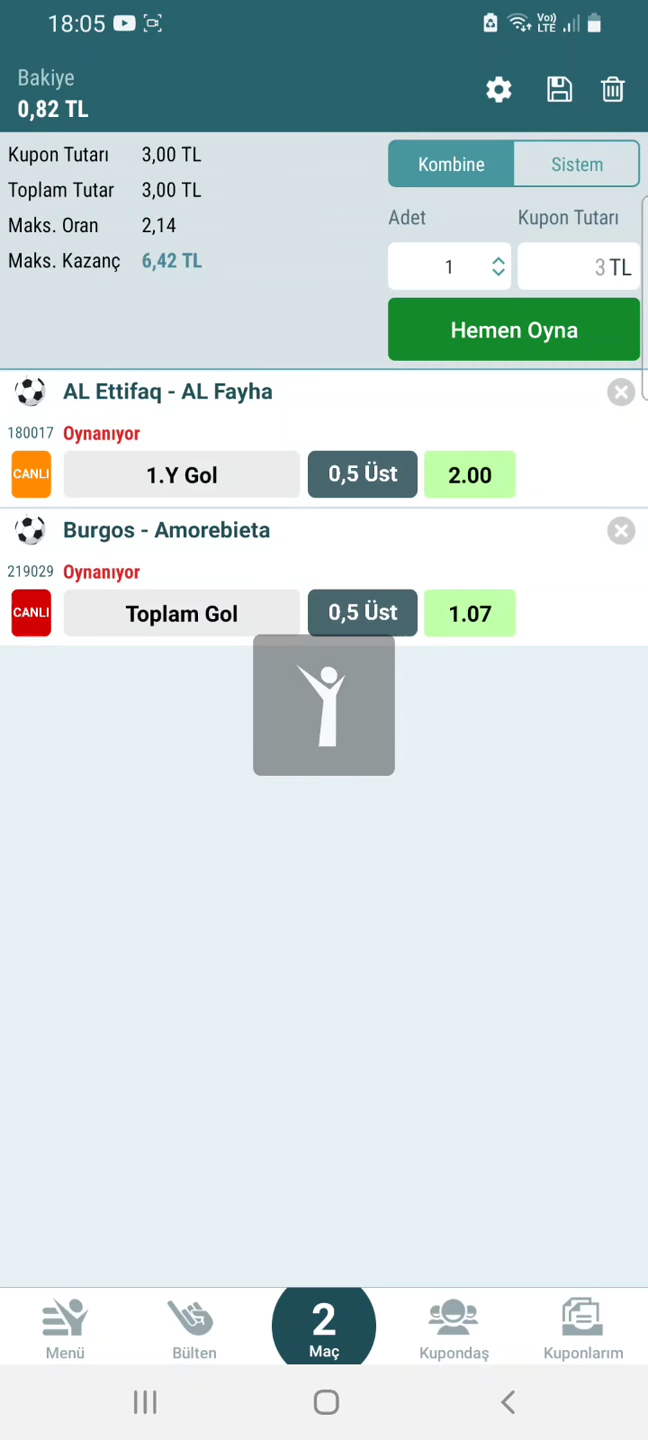 18:05
Vo))
LTE
Bakiye
0,82 TL
Kupon Tutarı 3,00 TL
Toplam Tutar 3,00 TL
Maks. Oran 2,14
Maks. Kazanç 6,42 TL
Kombine Sistem
Adet Kupon Tutarı
1 3 TL
Hemen Oyna
AL Ettifaq - AL Fayha
180017 Oynanıyor
CANLI 1.Y Gol 0,5 Üst 2.00
Burgos - Amorebieta
219029 Oynanıyor
CANLI Toplam Gol 0,5 Üst 1.07
Menü Bülten 2 Maç Kupondaş Kuponlarım